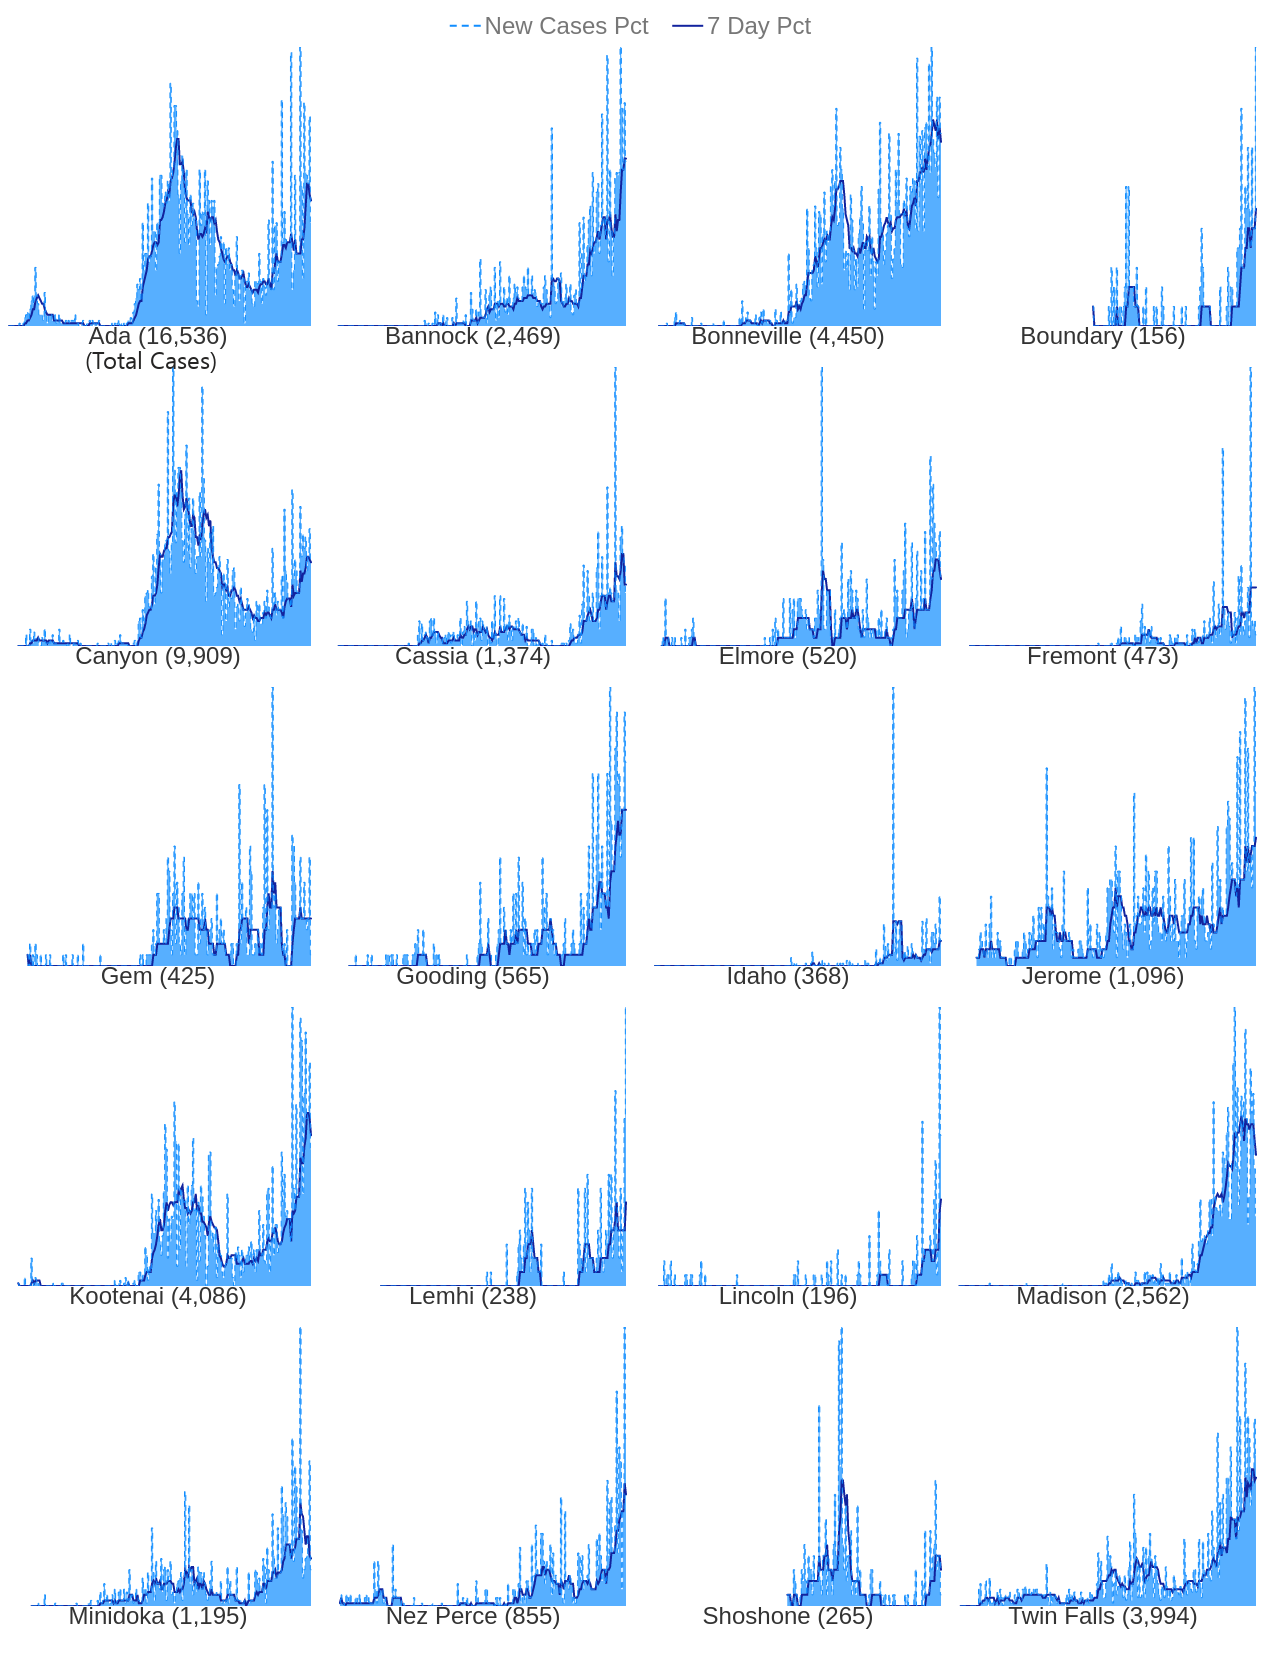 New Cases Pct 7 Day Pct
Ada (16,536) Bannock (2,469) Bonneville (4,450) Boundary (156)
(Total Cases)
Canyon (9,909) Cassia (1,374) Elmore (520) Fremont (473)
Gem (425) Gooding (565) Idaho (368) Jerome (1,096)
Kootenai (4,086) Lemhi (238) Lincoln (196) Madison (2,562)
Minidoka (1,195) Nez Perce (855) Shoshone (265) Twin Falls (3,994)